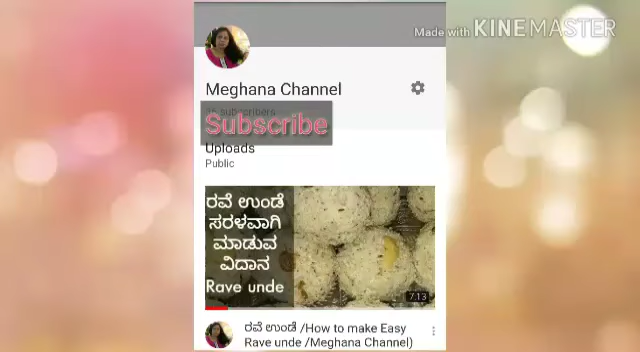 Made with KINEMASTER
Meghana Channel
subscribers
Subscribe
Uploads
Public
ರವೆ ಉಂಡೆ
ಸರಳವಾಗಿ
ಮಾಡುವ
ವಿದಾನ
Rave unde
7:13
ರವೆ ಉಂಡೆ /How to make Easy
Rave unde /Meghana Channel)